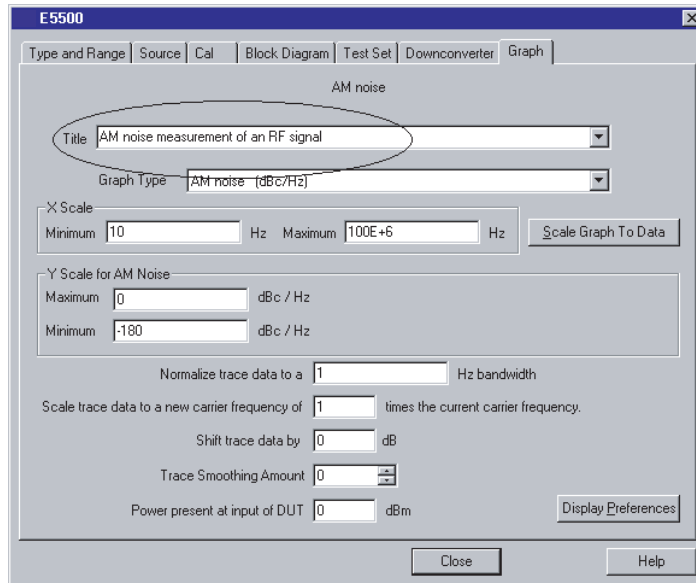 E5500
Type and Range Source Cal Block Diagram Test Set Downconverter Graph
AM noise
Title AM noise measurement of an RF signal
Graph Type AM noise (dBc/Hz)
X Scale
Minimum 10 Hz Maximum 100E+6 Hz Scale Graph To Data
Y Scale for AM Noise
Maximum 0 dBc / Hz
Minimum -180 dBc / Hz
Normalize trace data to a 1 Hz bandwidth
Scale trace data to a new carrier frequency of 1 times the current carrier frequency.
Shift trace data by 0 dB
Trace Smoothing Amount 0
Power present at input of DUT 0 dBm Display Preferences
Close Help